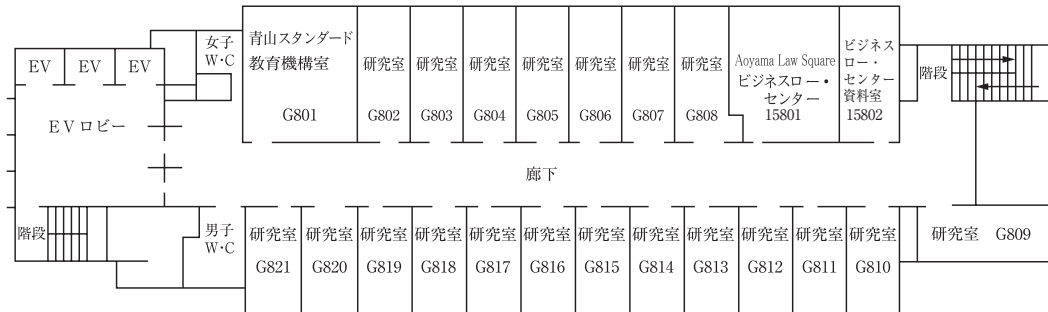 EV
EV
EV
EVロビー
階段
女子
W・C
男子
W・C
青山スタンダード
教育機構室
G801
研究室
G802
研究室
G803
研究室
G804
研究室
G805
研究室
G806
研究室
G807
研究室
G808
Aoyama Law Square
ビジネスロー・
センター
15801
ビジネス
ロー・
センター
資料室
15802
階段
廊下
研究室
G821
研究室
G820
研究室
G819
研究室
G818
研究室
G817
研究室
G816
研究室
G815
研究室
G814
研究室
G813
研究室
G812
研究室
G811
研究室
G810
研究室 G809